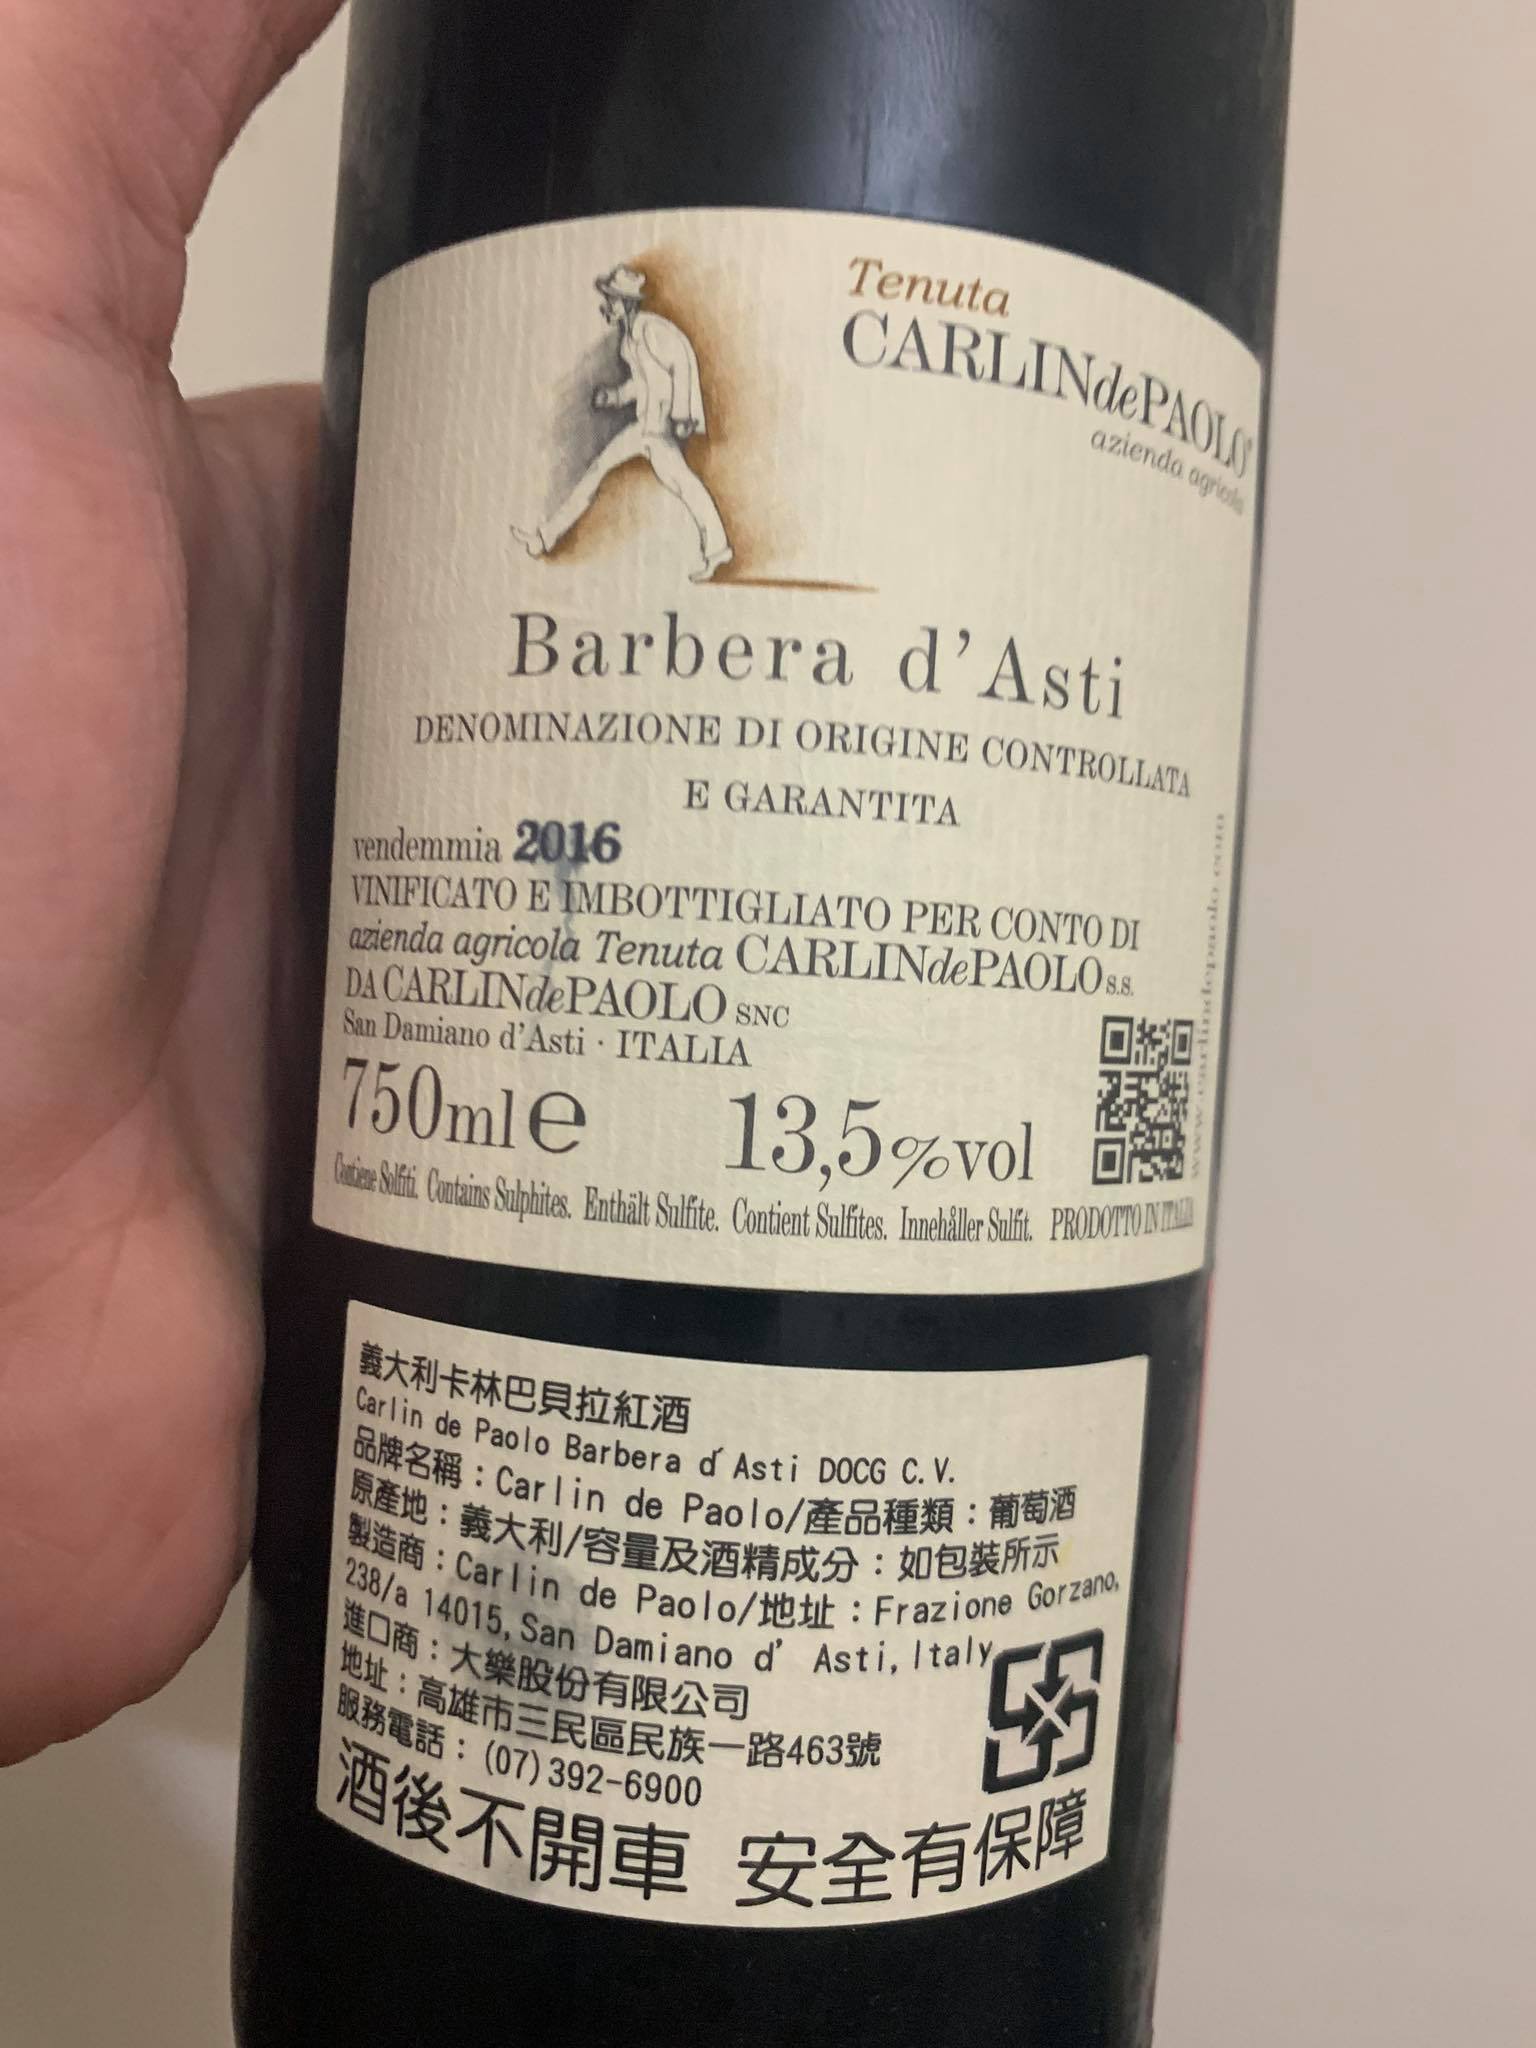 Tenuta
CARLINdePAOLO
azienda agricola
Barbera d'Asti
DENOMINAZIONE DI ORIGINE CONTROLLATA
E GARANTITA
vendemmia 2016
VINIFICATO E IMBOTTIGLIATO PER CONTO DI
azienda agricola Tenuta CARLINdePAOLO s.s.
DA CARLINdePAOLO SNC
San Damiano d'Asti · ITALIA
750ml e 13,5%vol
Contiene Solfiti. Contains Sulphites. Enthält Sulfite. Contient Sulfites. Innehåller Sulfit. PRODOTTO IN ITALIA
www.carlindepaolo.com
義大利卡林巴貝拉紅酒
Carlin de Paolo Barbera d'Asti DOCG C.V.
品牌名稱：Carlin de Paolo/產品種類：葡萄酒
原產地：義大利/容量及酒精成分：如包裝所示
製造商：Carlin de Paolo/地址：Frazione Gorzano,
238/a 14015,San Damiano d' Asti,Italy
進口商：大樂股份有限公司
地址：高雄市三民區民族一路463號
服務電話：(07)392-6900
酒後不開車 安全有保障